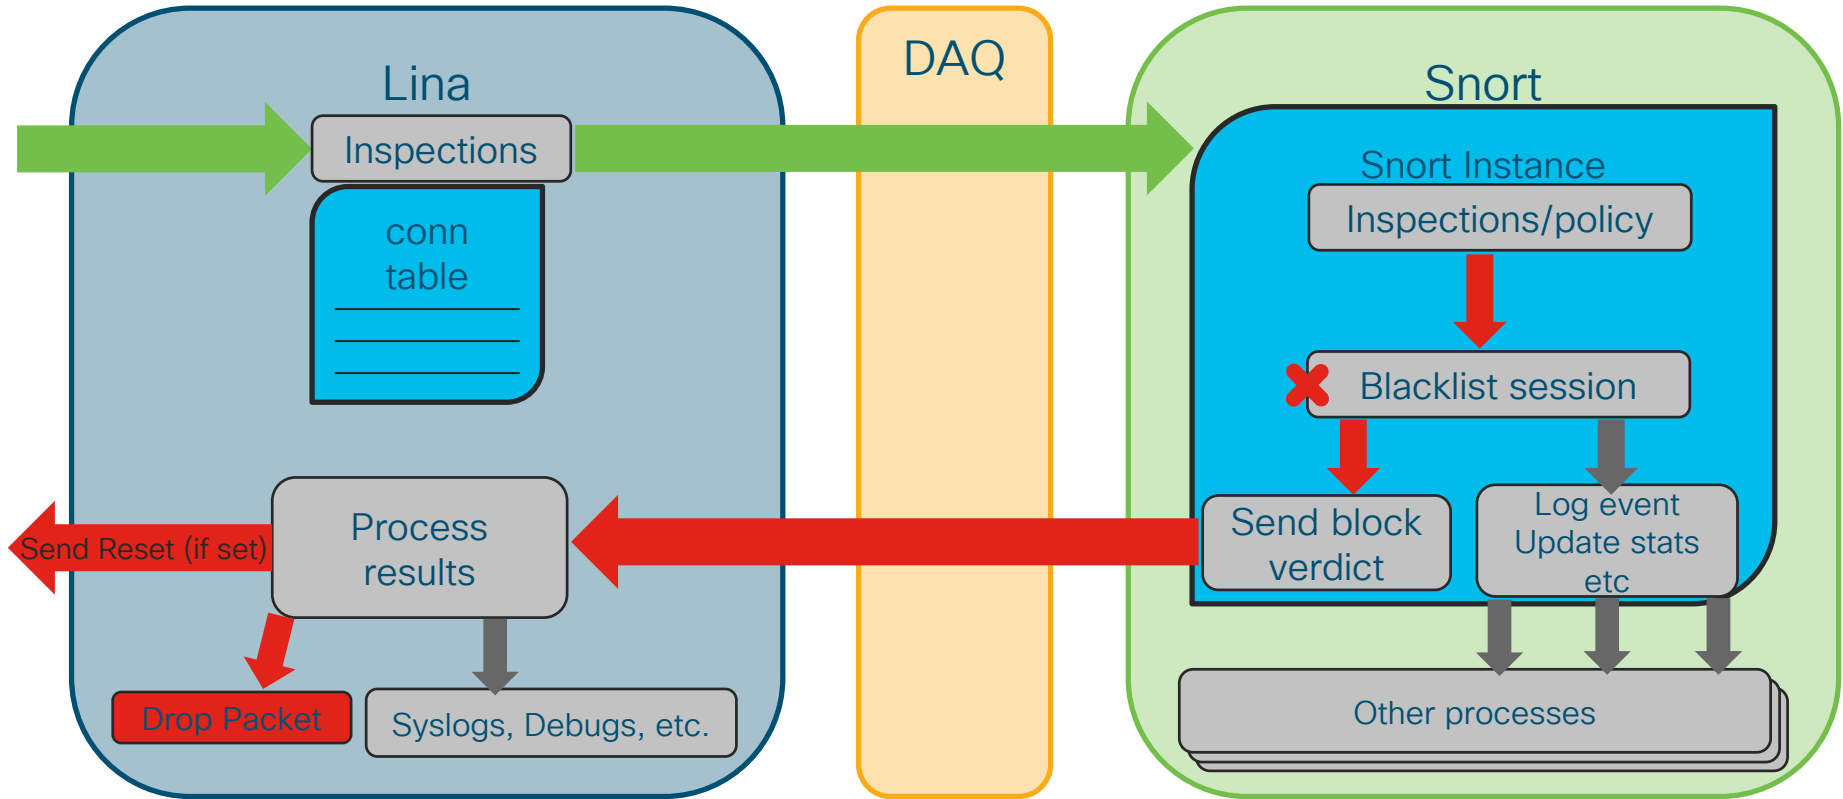 Lina
Inspections
conn
table
Process
results
Send Reset (if set)
Drop Packet
Syslogs, Debugs, etc.
DAQ
Snort
Snort Instance
Inspections/policy
Blacklist session
Send block
verdict
Log event
Update stats
etc
Other processes